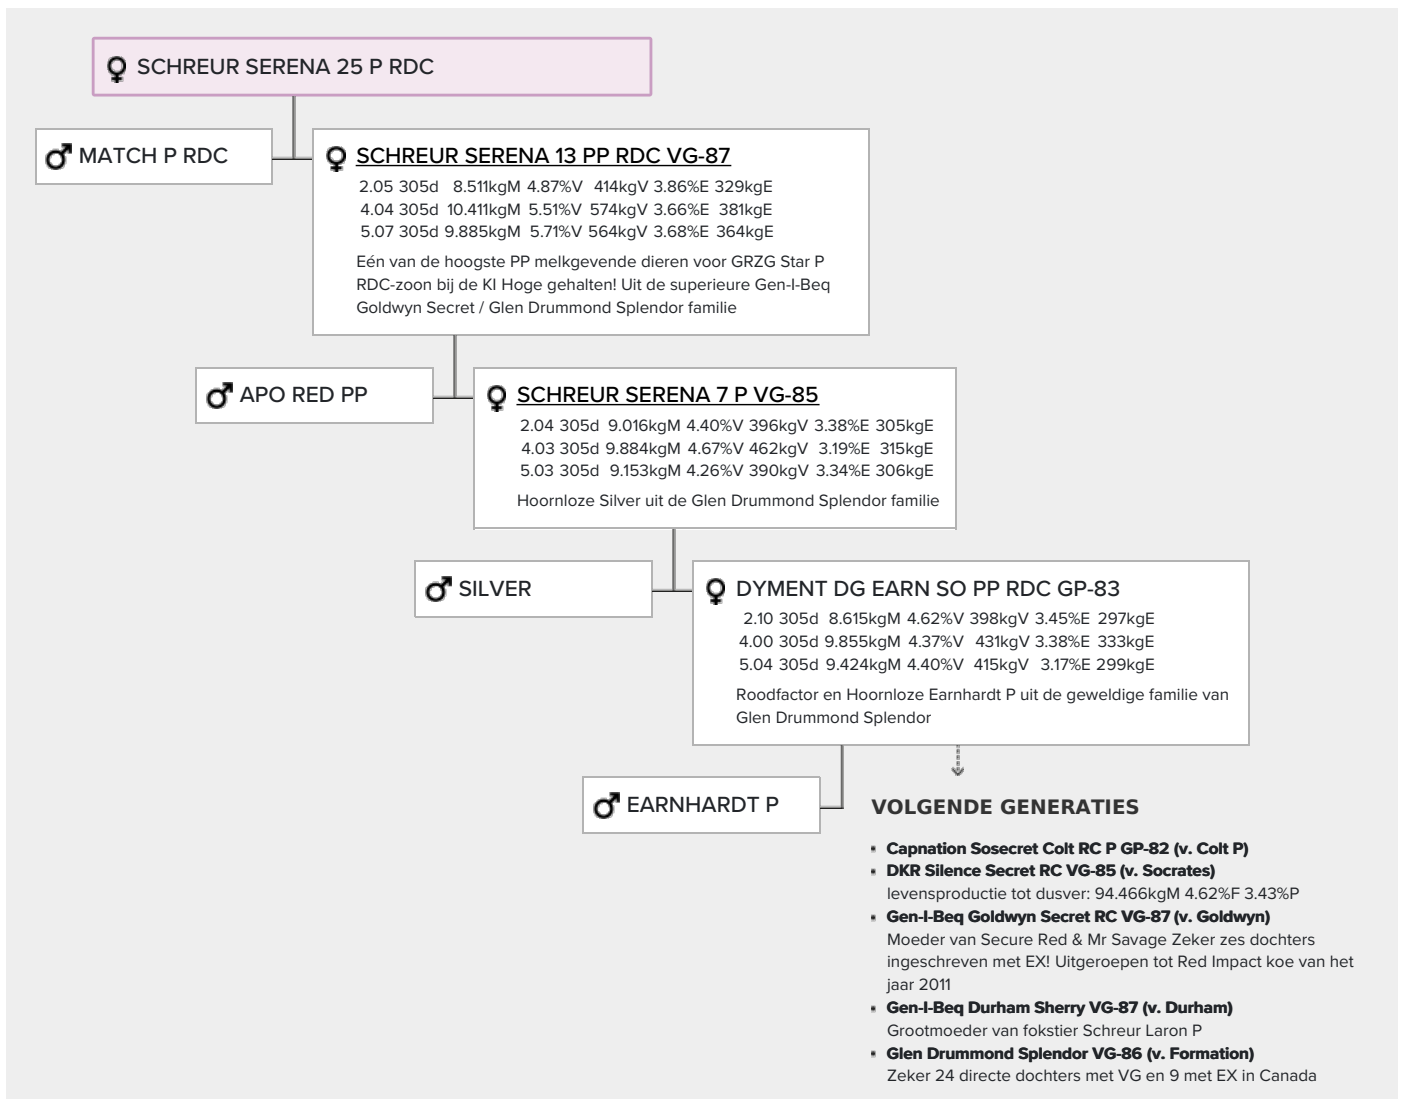 SCHREUR SERENA 25 P RDC
MATCH P RDC
SCHREUR SERENA 13 PP RDC VG-87
2.05 305d 8.511kgM 4.87%V 414kgV 3.86%E 329kgE
4.04 305d 10.411kgM 5.51%V 574kgV 3.66%E 381kgE
5.07 305d 9.885kgM 5.71%V 564kgV 3.68%E 364kgE
Eén van de hoogste PP melkgevende dieren voor GRZG Star P
RDC-zoon bij de KI Hoge gehalten! Uit de superieure Gen-I-Beq
Goldwyn Secret / Glen Drummond Splendor familie
APO RED PP
SCHREUR SERENA 7 P VG-85
2.04 305d 9.016kgM 4.40%V 396kgV 3.38%E 305kgE
4.03 305d 9.884kgM 4.67%V 462kgV 3.19%E 315kgE
5.03 305d 9.153kgM 4.26%V 390kgV 3.34%E 306kgE
Hoornloze Silver uit de Glen Drummond Splendor familie
SILVER
DYMENT DG EARN SO PP RDC GP-83
2.10 305d 8.615kgM 4.62%V 398kgV 3.45%E 297kgE
4.00 305d 9.855kgM 4.37%V 431kgV 3.38%E 333kgE
5.04 305d 9.424kgM 4.40%V 415kgV 3.17%E 299kgE
Roodfactor en Hoornloze Earnhardt P uit de geweldige familie van
Glen Drummond Splendor
EARNHARDT P
VOLGENDE GENERATIES
Capnation Sosecret Colt RC P GP-82 (v. Colt P)
DKR Silence Secret RC VG-85 (v. Socrates)
levensproductie tot dusver: 94.466kgM 4.62%F 3.43%P
Gen-I-Beq Goldwyn Secret RC VG-87 (v. Goldwyn)
Moeder van Secure Red & Mr Savage Zeker zes dochters
ingeschreven met EX! Uitgeroepen tot Red Impact koe van het
jaar 2011
Gen-I-Beq Durham Sherry VG-87 (v. Durham)
Grootmoeder van fokstier Schreur Laron P
Glen Drummond Splendor VG-86 (v. Formation)
Zeker 24 directe dochters met VG en 9 met EX in Canada